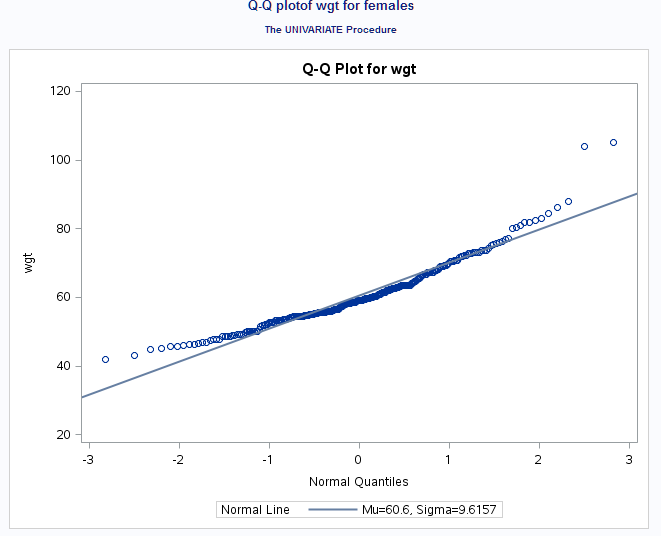 Q-Q plotof wgt for females
The UNIVARIATE Procedure
Q-Q Plot for wgt
120
100
80
60
40
20
wgt
-3 -2 -1 0 1 2 3
Normal Quantiles
Normal Line Mu=60.6, Sigma=9.6157